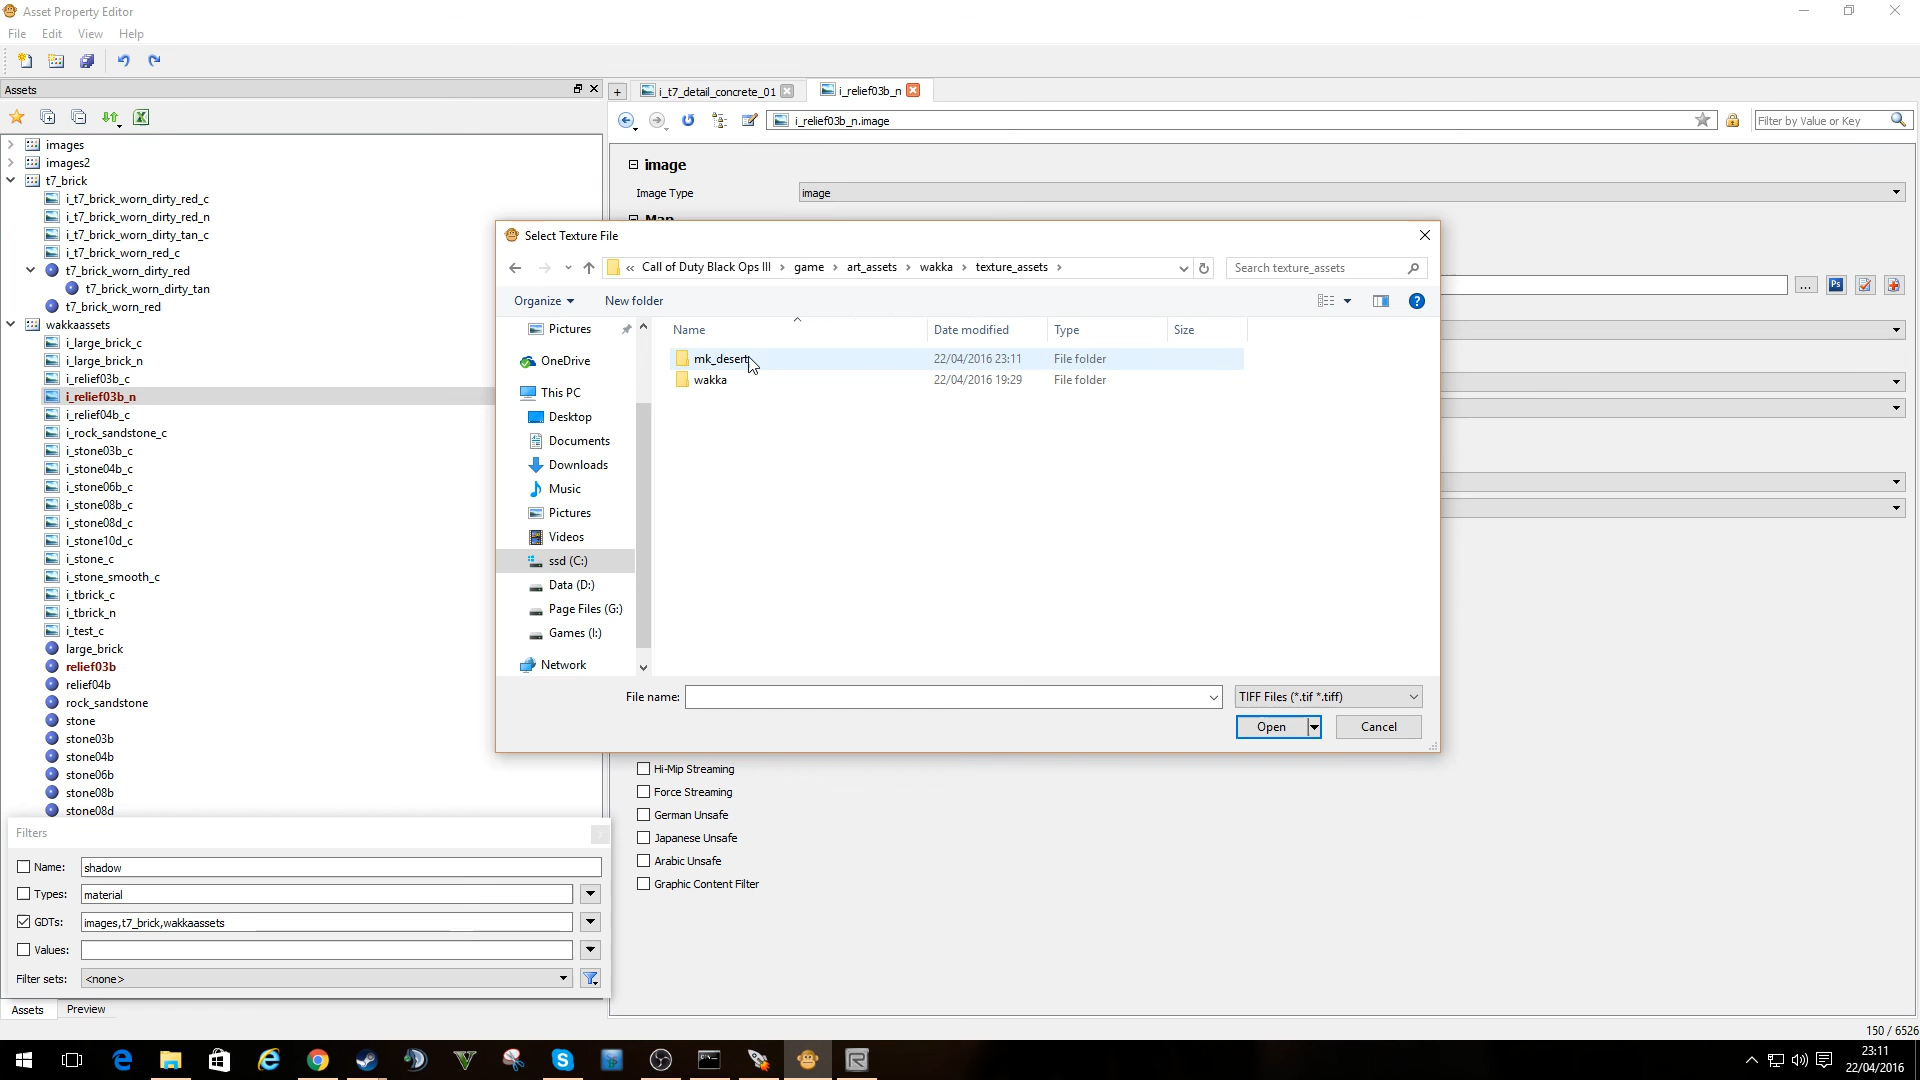 Asset Property Editor
File Edit View Help
Assets
i_t7_detail_concrete_01
i_relief03b_n
i_relief03b_n.image
Filter by Value or Key
images
images2
t7_brick
i_t7_brick_worn_dirty_red_c
i_t7_brick_worn_dirty_red_n
i_t7_brick_worn_dirty_tan_c
i_t7_brick_worn_red_c
t7_brick_worn_dirty_red
t7_brick_worn_dirty_tan
t7_brick_worn_red
wakkaassets
i_large_brick_c
i_large_brick_n
i_relief03b_c
i_relief03b_n
i_relief04b_c
i_rock_sandstone_c
i_stone03b_c
i_stone04b_c
i_stone06b_c
i_stone08b_c
i_stone08d_c
i_stone10d_c
i_stone_c
i_stone_smooth_c
i_tbrick_c
i_tbrick_n
i_test_c
large_brick
relief03b
relief04b
rock_sandstone
stone
stone03b
stone04b
stone06b
stone08b
stone08d
image
Image Type image
Map
Select Texture File
« Call of Duty Black Ops III > game > art_assets > wakka > texture_assets >
Search texture_assets
Organize New folder
Pictures
OneDrive
This PC
Desktop
Documents
Downloads
Music
Pictures
Videos
ssd (C:)
Data (D:)
Page Files (G:)
Games (I:)
Network
Name Date modified Type Size
mk_desert 22/04/2016 23:11 File folder
wakka 22/04/2016 19:29 File folder
File name: TIFF Files (*.tif *.tiff)
Open Cancel
Ps
Hi-Mip Streaming
Force Streaming
German Unsafe
Japanese Unsafe
Arabic Unsafe
Graphic Content Filter
Filters
Name: shadow
Types: material
GDTs: images,t7_brick,wakkaassets
Values:
Filter sets: <none>
Assets Preview
150 / 6526
23:11
22/04/2016